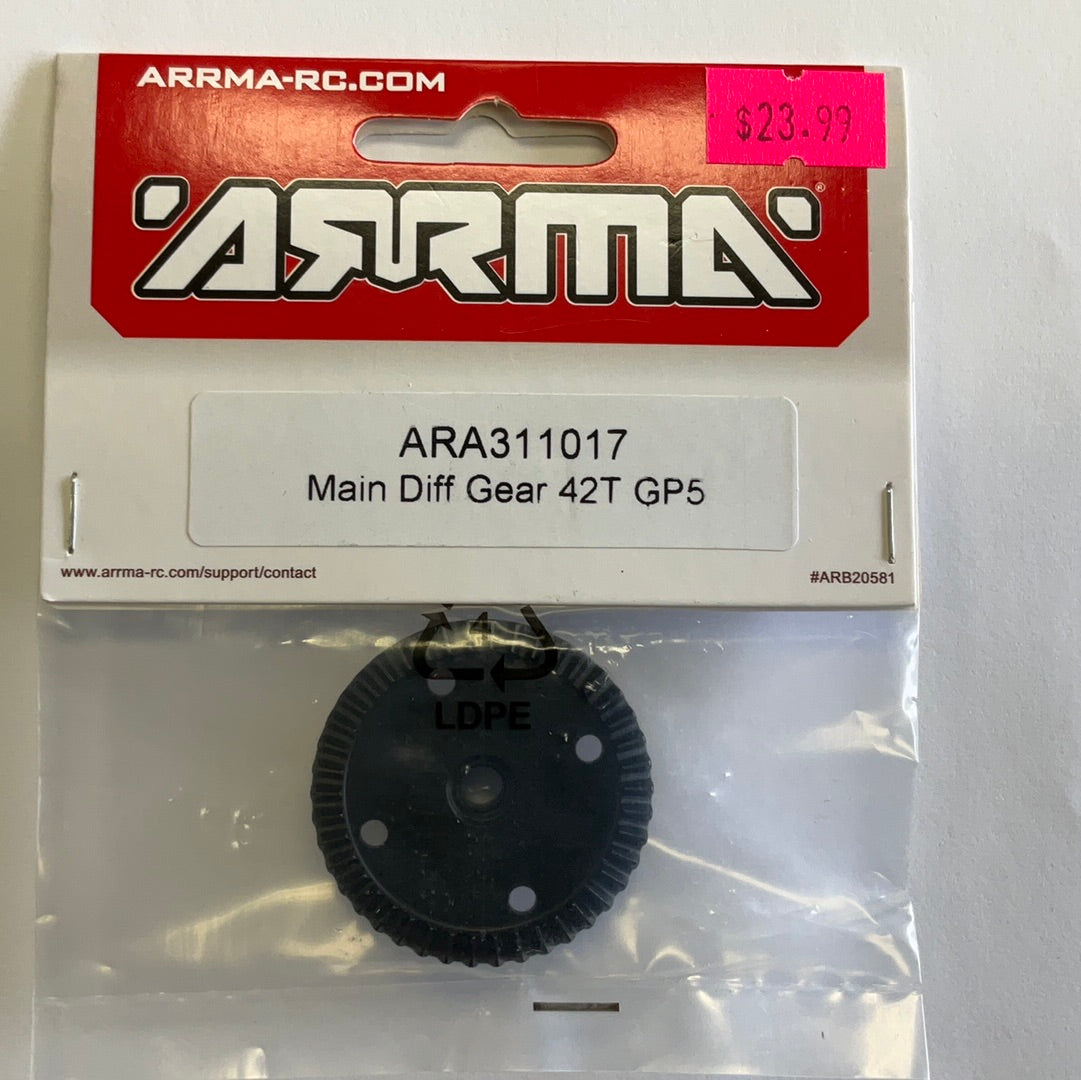 ARRMA-RC.COM
$23.99
ARRMA®
ARA311017
Main Diff Gear 42T GP5
www.arrma-rc.com/support/contact
#ARB20581
4
LDPE